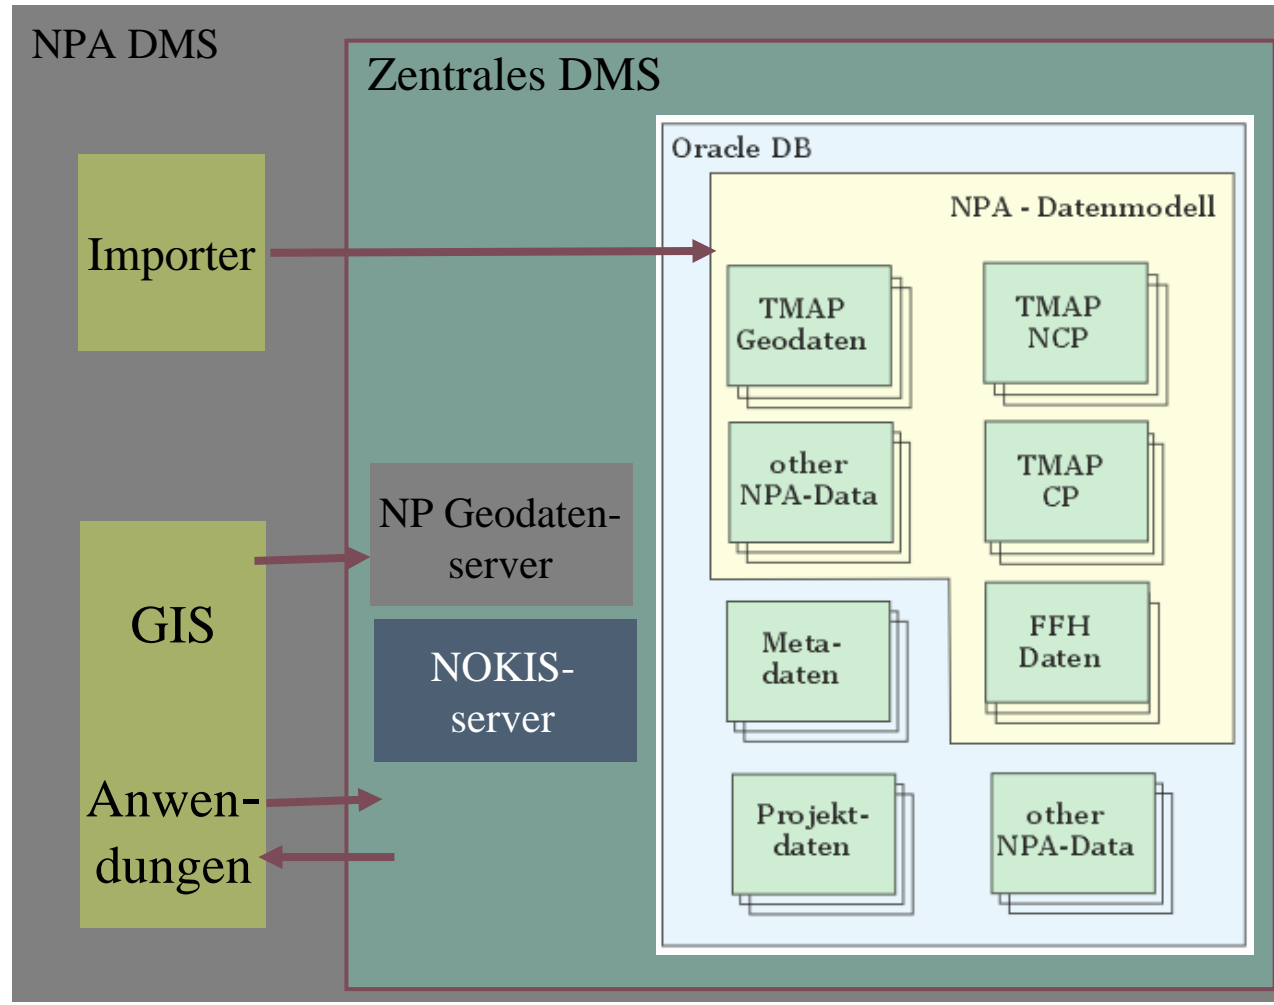 NPA DMS
Zentrales DMS
Oracle DB
NPA - Datenmodell
Importer
TMAP
Geodaten
TMAP
NCP
other
NPA-Data
TMAP
CP
NP Geodaten-
server
GIS
NOKIS-
server
Meta-
daten
FFH
Daten
Anwen-
dungen
Projekt-
daten
other
NPA-Data